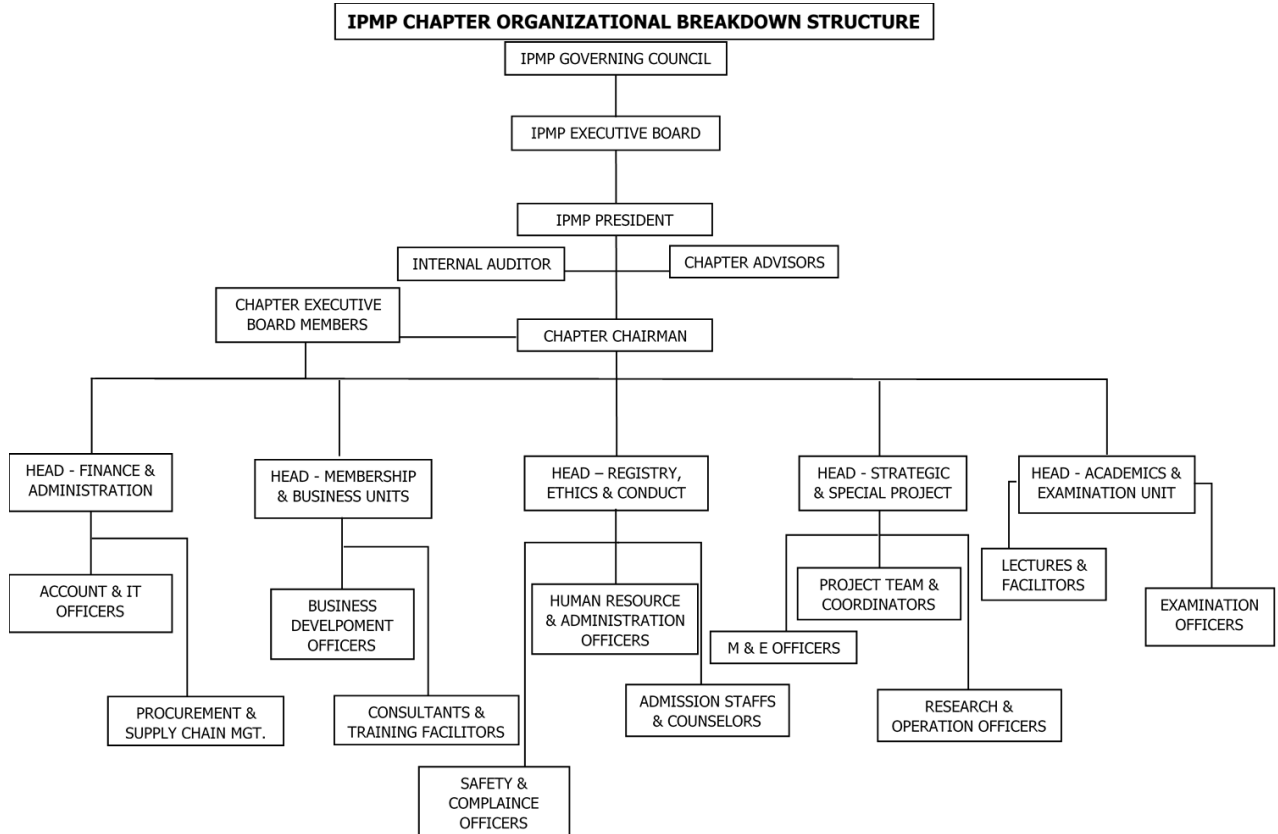 IPMP CHAPTER ORGANIZATIONAL BREAKDOWN STRUCTURE
IPMP GOVERNING COUNCIL
IPMP EXECUTIVE BOARD
IPMP PRESIDENT
INTERNAL AUDITOR
CHAPTER ADVISORS
CHAPTER EXECUTIVE
BOARD MEMBERS
CHAPTER CHAIRMAN
HEAD - FINANCE &
ADMINISTRATION
HEAD - MEMBERSHIP
& BUSINESS UNITS
HEAD – REGISTRY,
ETHICS & CONDUCT
HEAD - STRATEGIC
& SPECIAL PROJECT
HEAD - ACADEMICS &
EXAMINATION UNIT
ACCOUNT & IT
OFFICERS
BUSINESS
DEVELPOMENT
OFFICERS
HUMAN RESOURCE
& ADMINISTRATION
OFFICERS
PROJECT TEAM &
COORDINATORS
LECTURES &
FACILITORS
EXAMINATION
OFFICERS
M & E OFFICERS
PROCUREMENT &
SUPPLY CHAIN MGT.
CONSULTANTS &
TRAINING FACILITORS
ADMISSION STAFFS
& COUNSELORS
RESEARCH &
OPERATION OFFICERS
SAFETY &
COMPLAINCE
OFFICERS